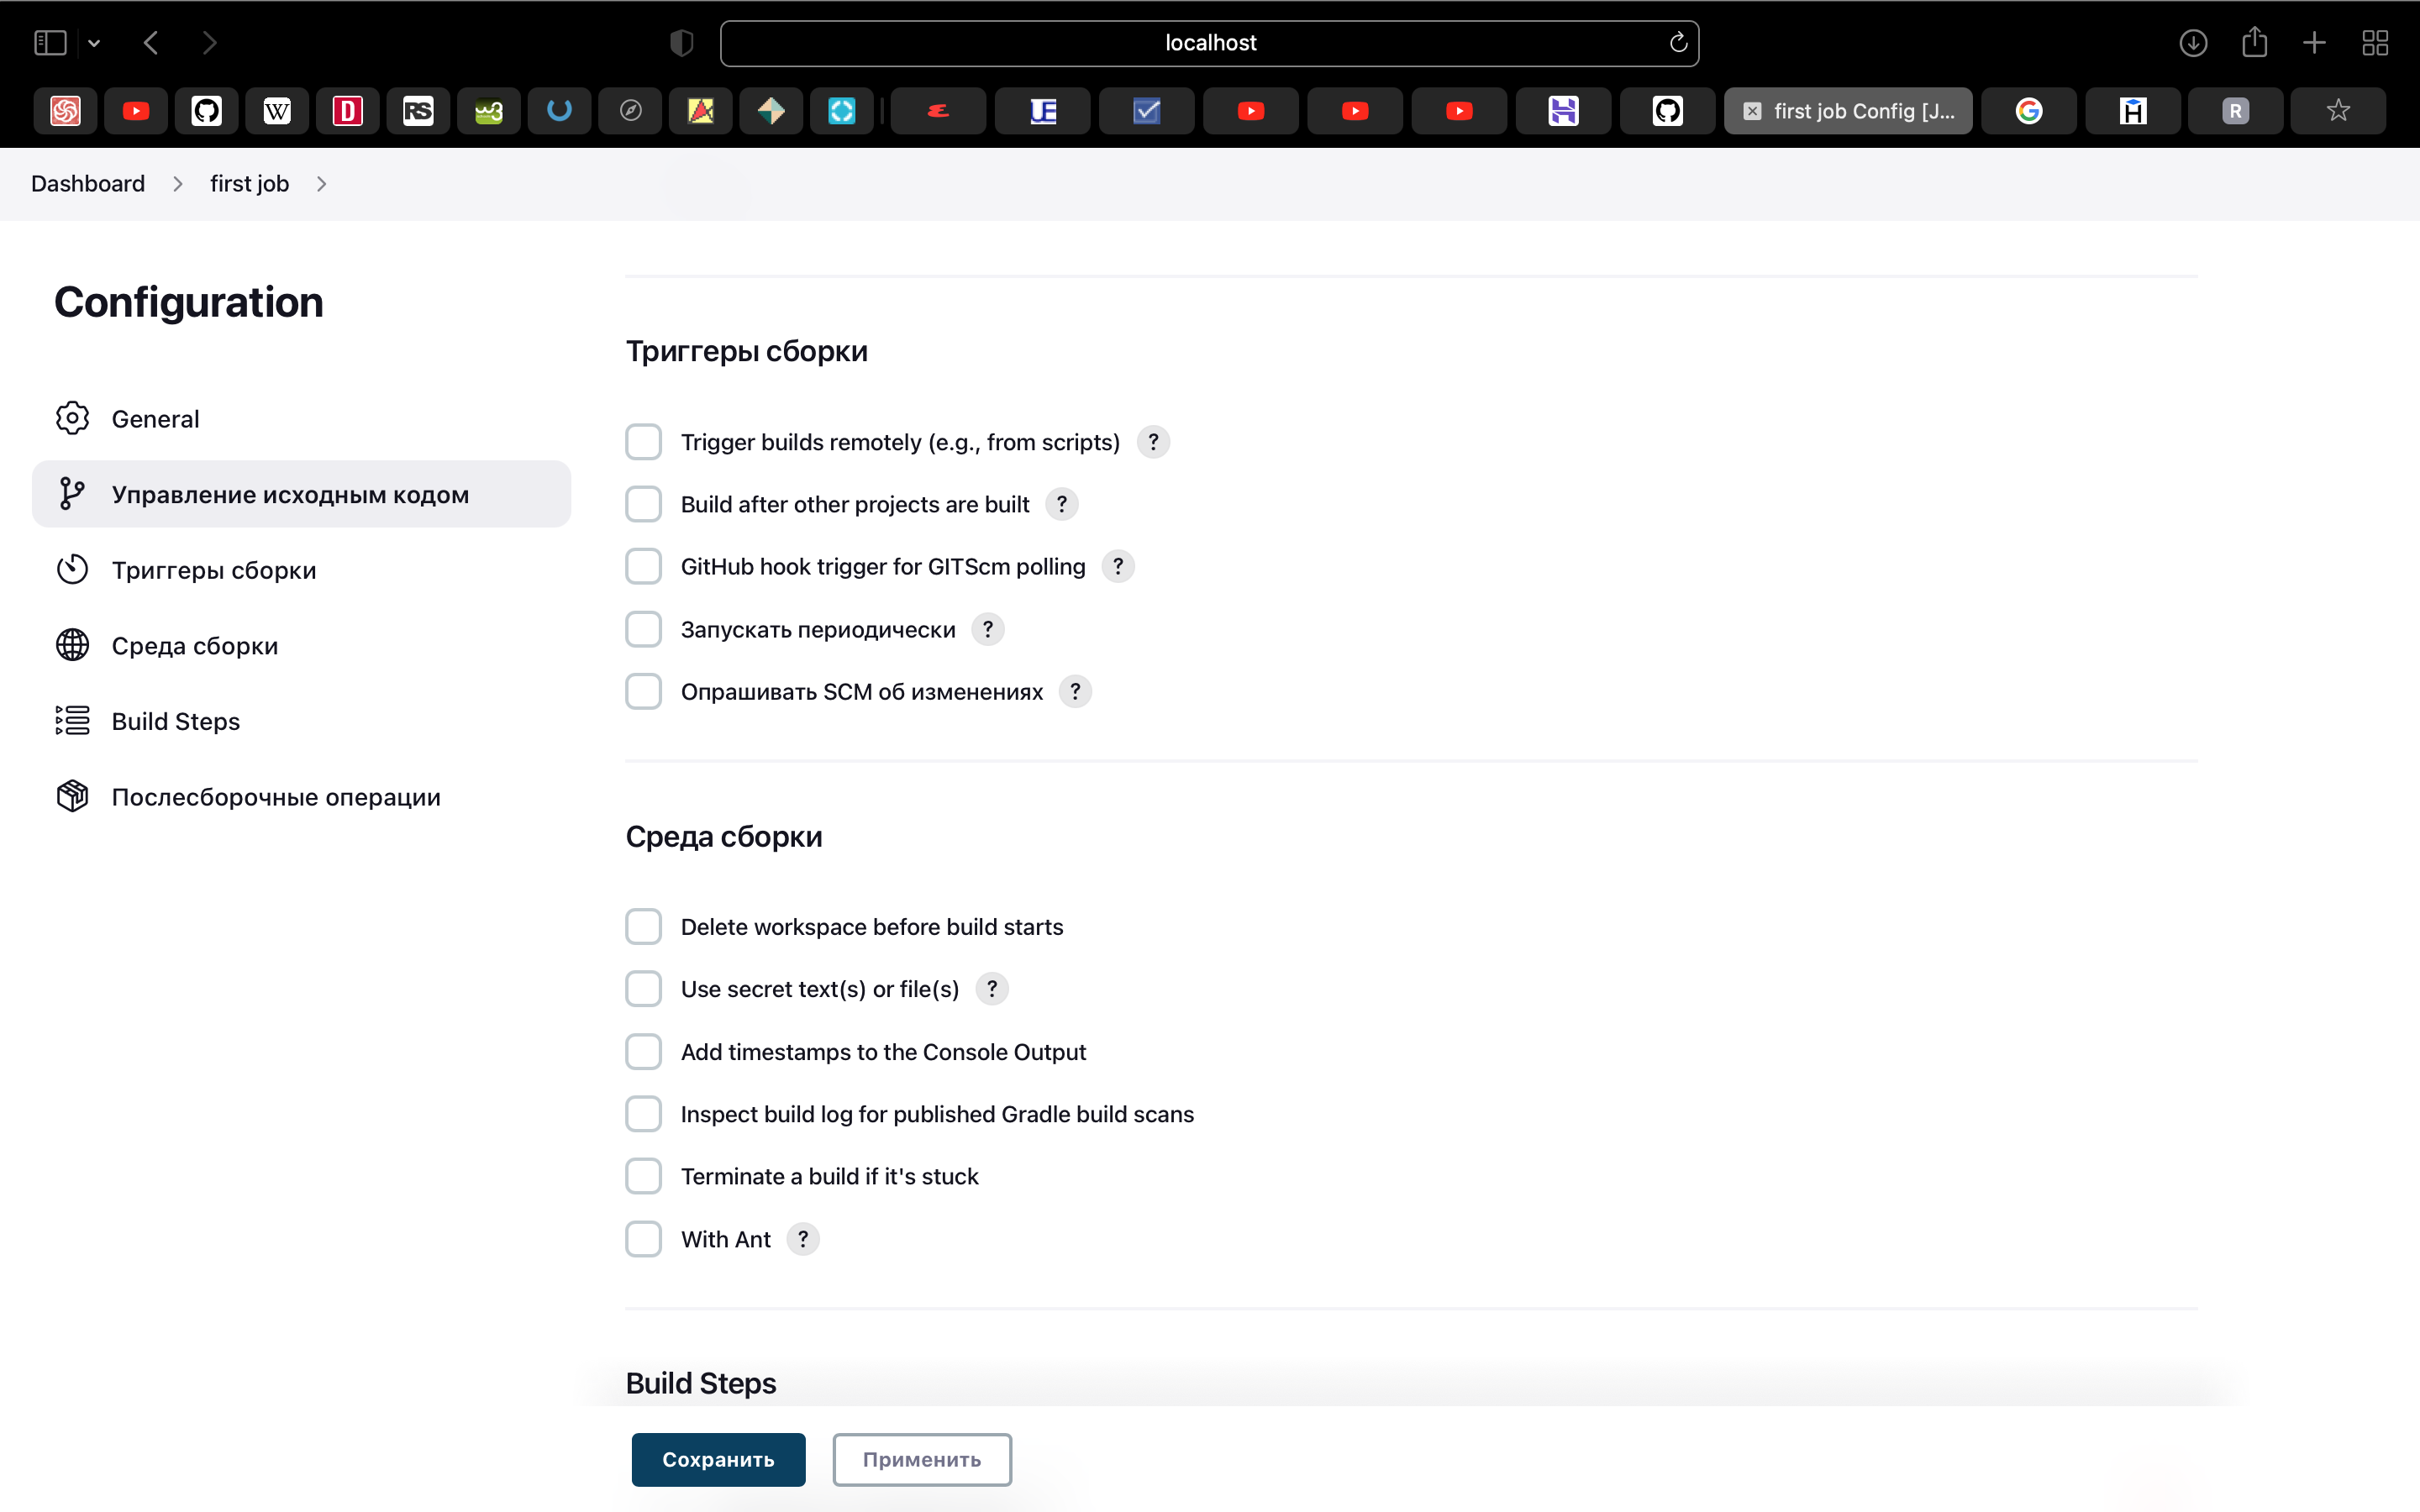 localhost
W
D
RS
w3
UE
H
first job Config [J...
G
H
R
Dashboard
first job
Configuration
General
Управление исходным кодом
Триггеры сборки
Среда сборки
Build Steps
Послесборочные операции
Триггеры сборки
Trigger builds remotely (e.g., from scripts) ?
Build after other projects are built ?
GitHub hook trigger for GITScm polling ?
Запускать периодически ?
Опрашивать SCM об изменениях ?
Среда сборки
Delete workspace before build starts
Use secret text(s) or file(s) ?
Add timestamps to the Console Output
Inspect build log for published Gradle build scans
Terminate a build if it's stuck
With Ant ?
Build Steps
Сохранить
Применить